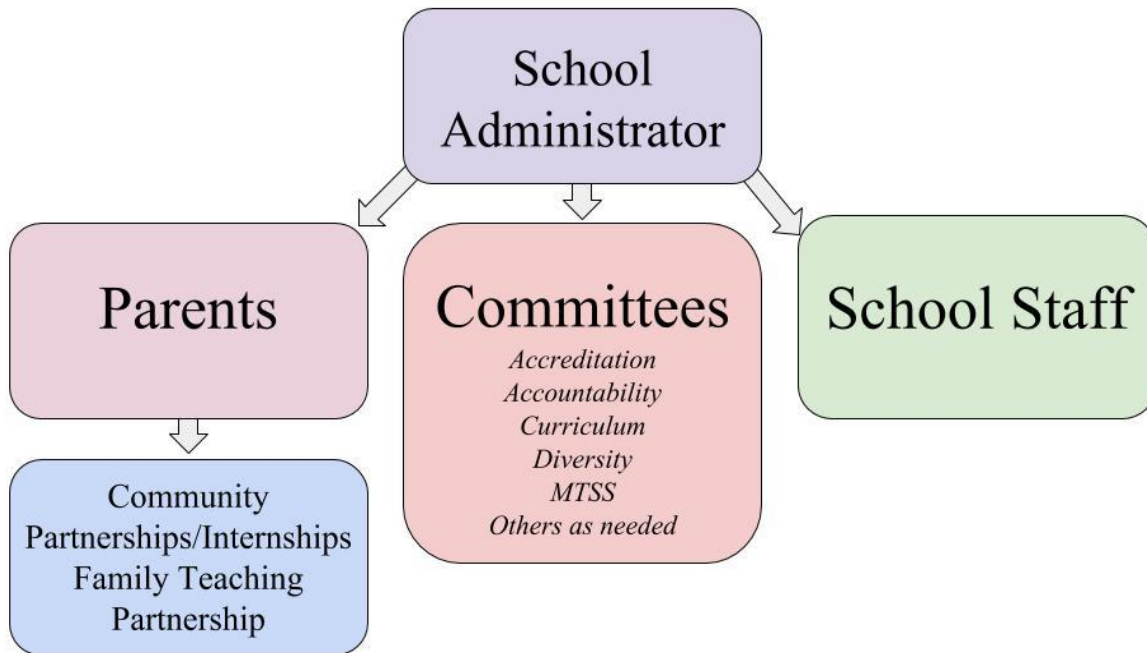 School
Administrator
Parents
Community
Partnerships/Internships
Family Teaching
Partnership
Committees
Accreditation
Accountability
Curriculum
Diversity
MTSS
Others as needed
School Staff